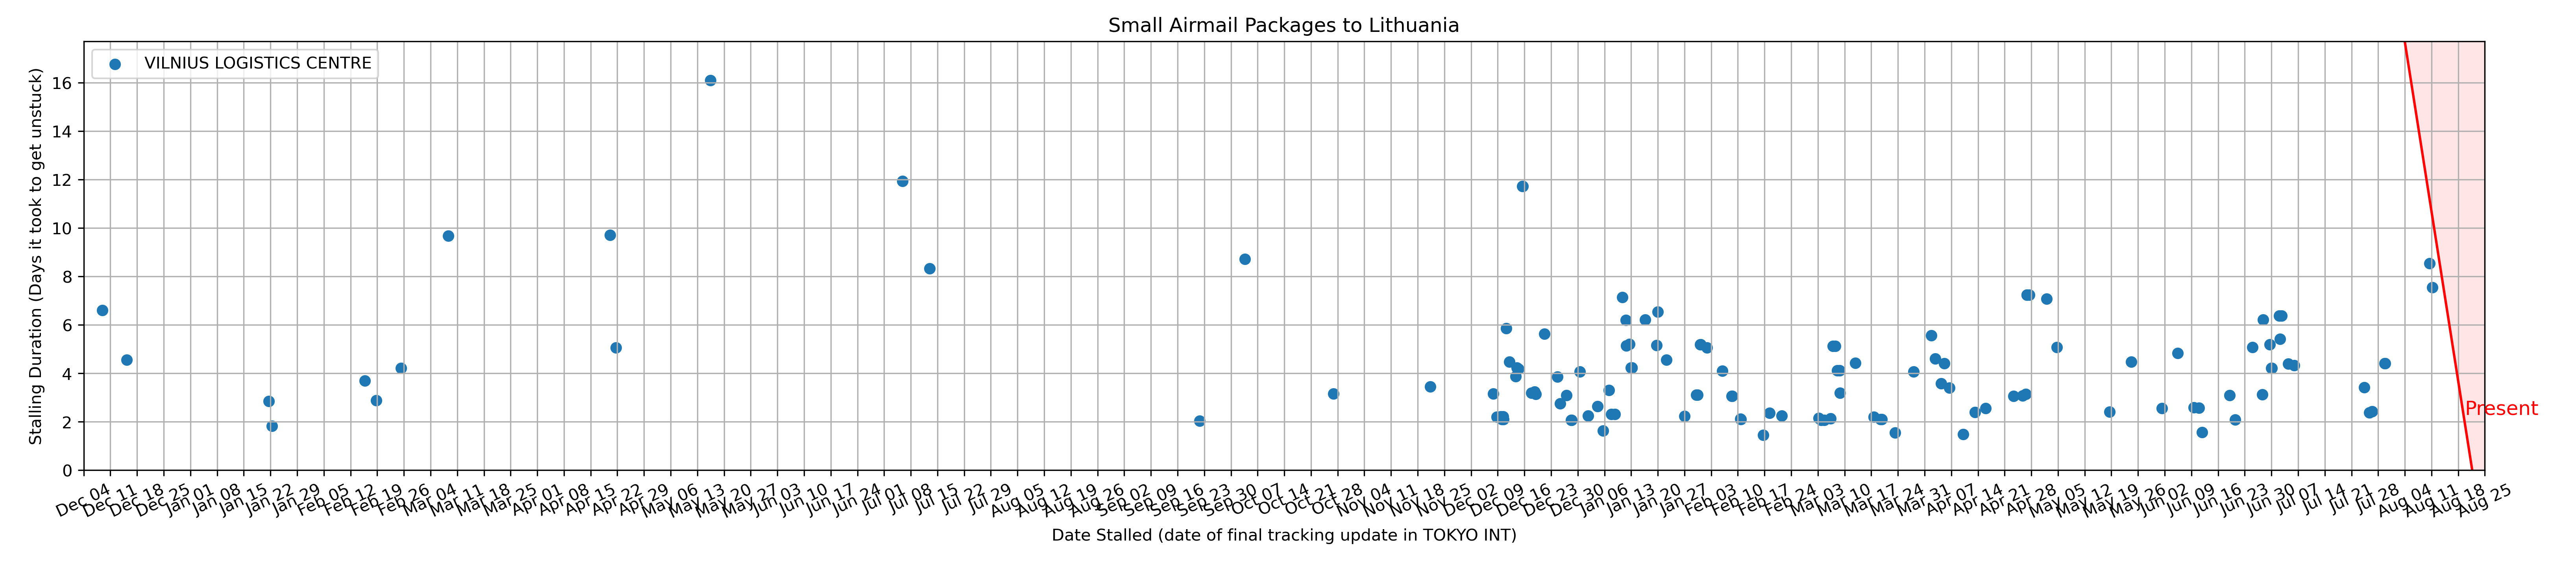 Small Airmail Packages to Lithuania
VILNIUS LOGISTICS CENTRE
Stalling Duration (Days it took to get unstuck)
16
14
12
10
8
6
4
2
0
Present
Dec 04
Dec 11
Dec 18
Dec 25
Jan 01
Jan 08
Jan 15
Jan 22
Jan 29
Feb 05
Feb 12
Feb 19
Feb 26
Mar 04
Mar 11
Mar 18
Mar 25
Apr 01
Apr 08
Apr 15
Apr 22
Apr 29
May 06
May 13
May 20
May 27
Jun 03
Jun 10
Jun 17
Jun 24
Jul 01
Jul 08
Jul 15
Jul 22
Jul 29
Aug 05
Aug 12
Aug 19
Aug 26
Sep 02
Sep 09
Sep 16
Sep 23
Sep 30
Oct 07
Oct 14
Oct 21
Oct 28
Nov 04
Nov 11
Nov 18
Nov 25
Dec 02
Dec 09
Dec 16
Dec 23
Dec 30
Jan 06
Jan 13
Jan 20
Jan 27
Feb 03
Feb 10
Feb 17
Feb 24
Mar 03
Mar 10
Mar 17
Mar 24
Mar 31
Apr 07
Apr 14
Apr 21
Apr 28
May 05
May 12
May 19
May 26
Jun 02
Jun 09
Jun 16
Jun 23
Jun 30
Jul 07
Jul 14
Jul 21
Jul 28
Aug 04
Aug 11
Aug 18
Aug 25
Date Stalled (date of final tracking update in TOKYO INT)